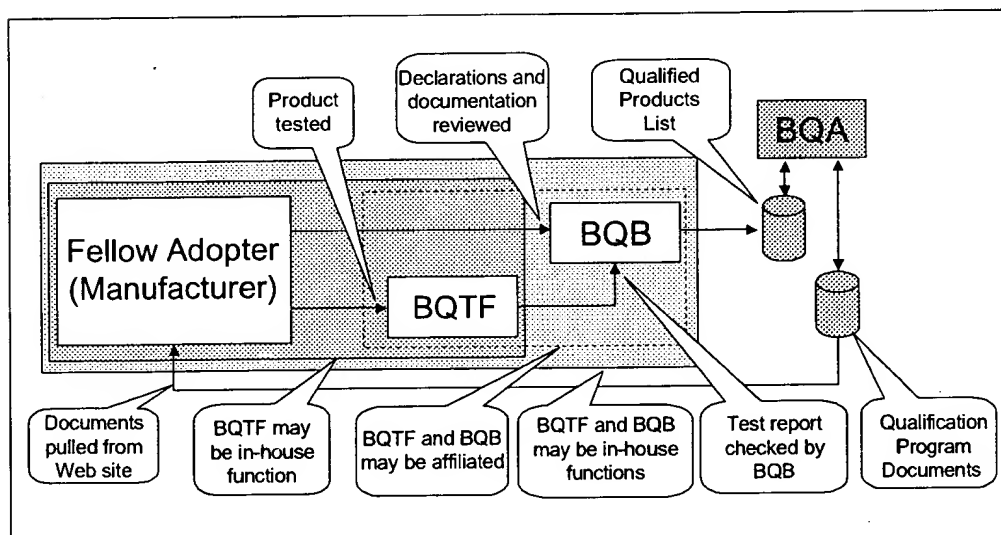 Product
tested
Declarations and
documentation
reviewed
Qualified
Products
List
BQA
Fellow Adopter
(Manufacturer)
BQB
BQTF
Documents
pulled from
Web site
BQTF may
be in-house
function
BQTF and BQB
may be affiliated
BQTF and BQB
may be in-house
functions
Test report
checked by
BQB
Qualification
Program
Documents